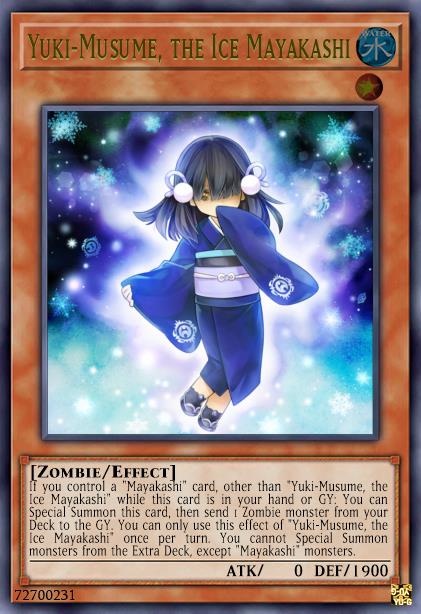 YUKI-MUSUME, THE ICE MAYAKASHI
WATER
水
[ZOMBIE/EFFECT]
If you control a "Mayakashi" card, other than "Yuki-Musume, the
Ice Mayakashi" while this card is in your hand or GY: You can
Special Summon this card, then send 1 Zombie monster from your
Deck to the GY. You can only use this effect of "Yuki-Musume, the
Ice Mayakashi" once per turn. You cannot Special Summon
monsters from the Extra Deck, except "Mayakashi" monsters.
ATK/ 0 DEF/1900
72700231